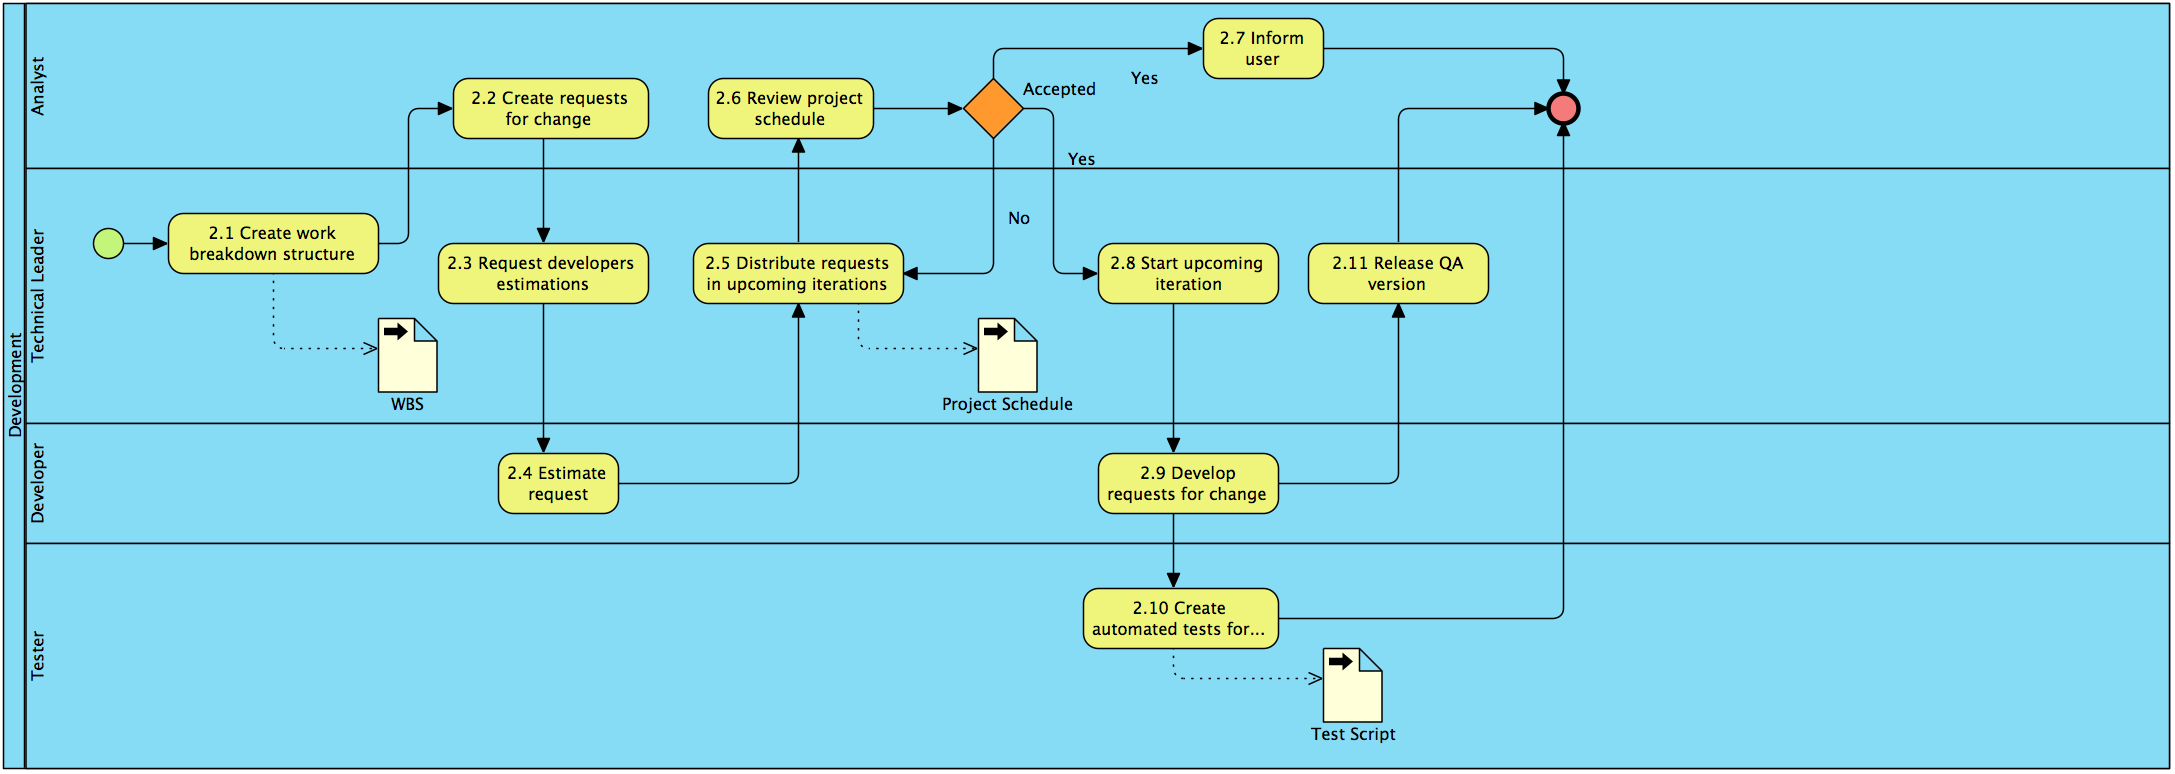 Development
Analyst
2.2 Create requests
for change
2.6 Review project
schedule
Accepted
Yes
Yes
2.7 Inform
user
Technical Leader
2.1 Create work
breakdown structure
WBS
2.3 Request developers
estimations
2.5 Distribute requests
in upcoming iterations
No
Project Schedule
2.8 Start upcoming
iteration
2.11 Release QA
version
Developer
2.4 Estimate
request
2.9 Develop
requests for change
Tester
2.10 Create
automated tests for...
Test Script